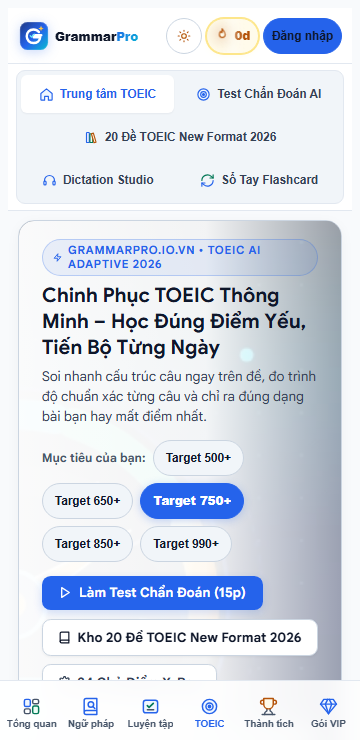 GrammarPro
0d
Đăng nhập
Trung tâm TOEIC
Test Chẩn Đoán AI
20 Đề TOEIC New Format 2026
Dictation Studio
Sổ Tay Flashcard
GRAMMARPRO.IO.VN • TOEIC AI
ADAPTIVE 2026
Chinh Phục TOEIC Thông
Minh – Học Đúng Điểm Yếu,
Tiến Bộ Từng Ngày
Soi nhanh cấu trúc câu ngay trên đề, đo trình
độ chuẩn xác từng câu và chỉ ra đúng dạng
bài bạn hay mất điểm nhất.
Mục tiêu của bạn:
Target 500+
Target 650+
Target 750+
Target 850+
Target 990+
Làm Test Chẩn Đoán (15p)
Kho 20 Đề TOEIC New Format 2026
Tổng quan
Ngữ pháp
Luyện tập
TOEIC
Thành tích
Gói VIP